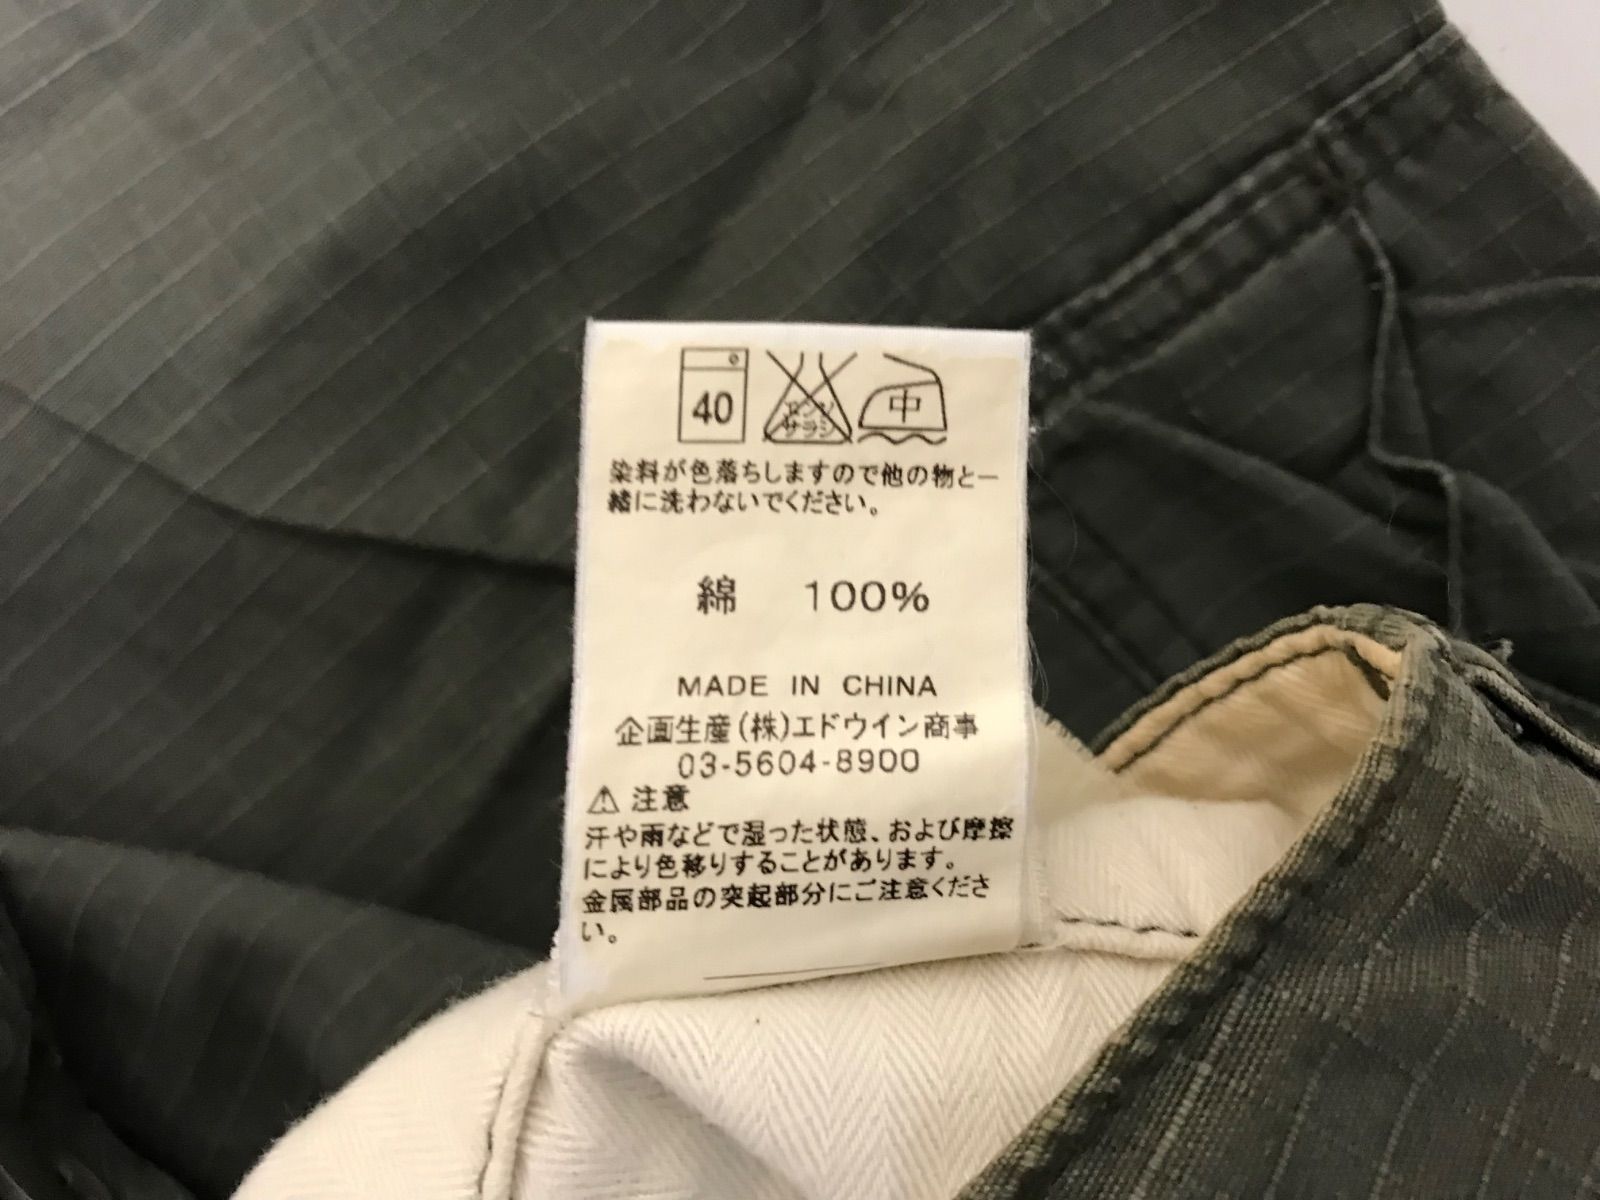 40 エンソ サラシ 中
染料が色落ちしますので他の物と一
緒に洗わないでください。
綿 100%
MADE IN CHINA
企画生産(株)エドウイン商事
03-5604-8900
⚠ 注意
汗や雨などで湿った状態、および摩擦
により色移りすることがあります。
金属部品の突起部分にご注意くださ
い。